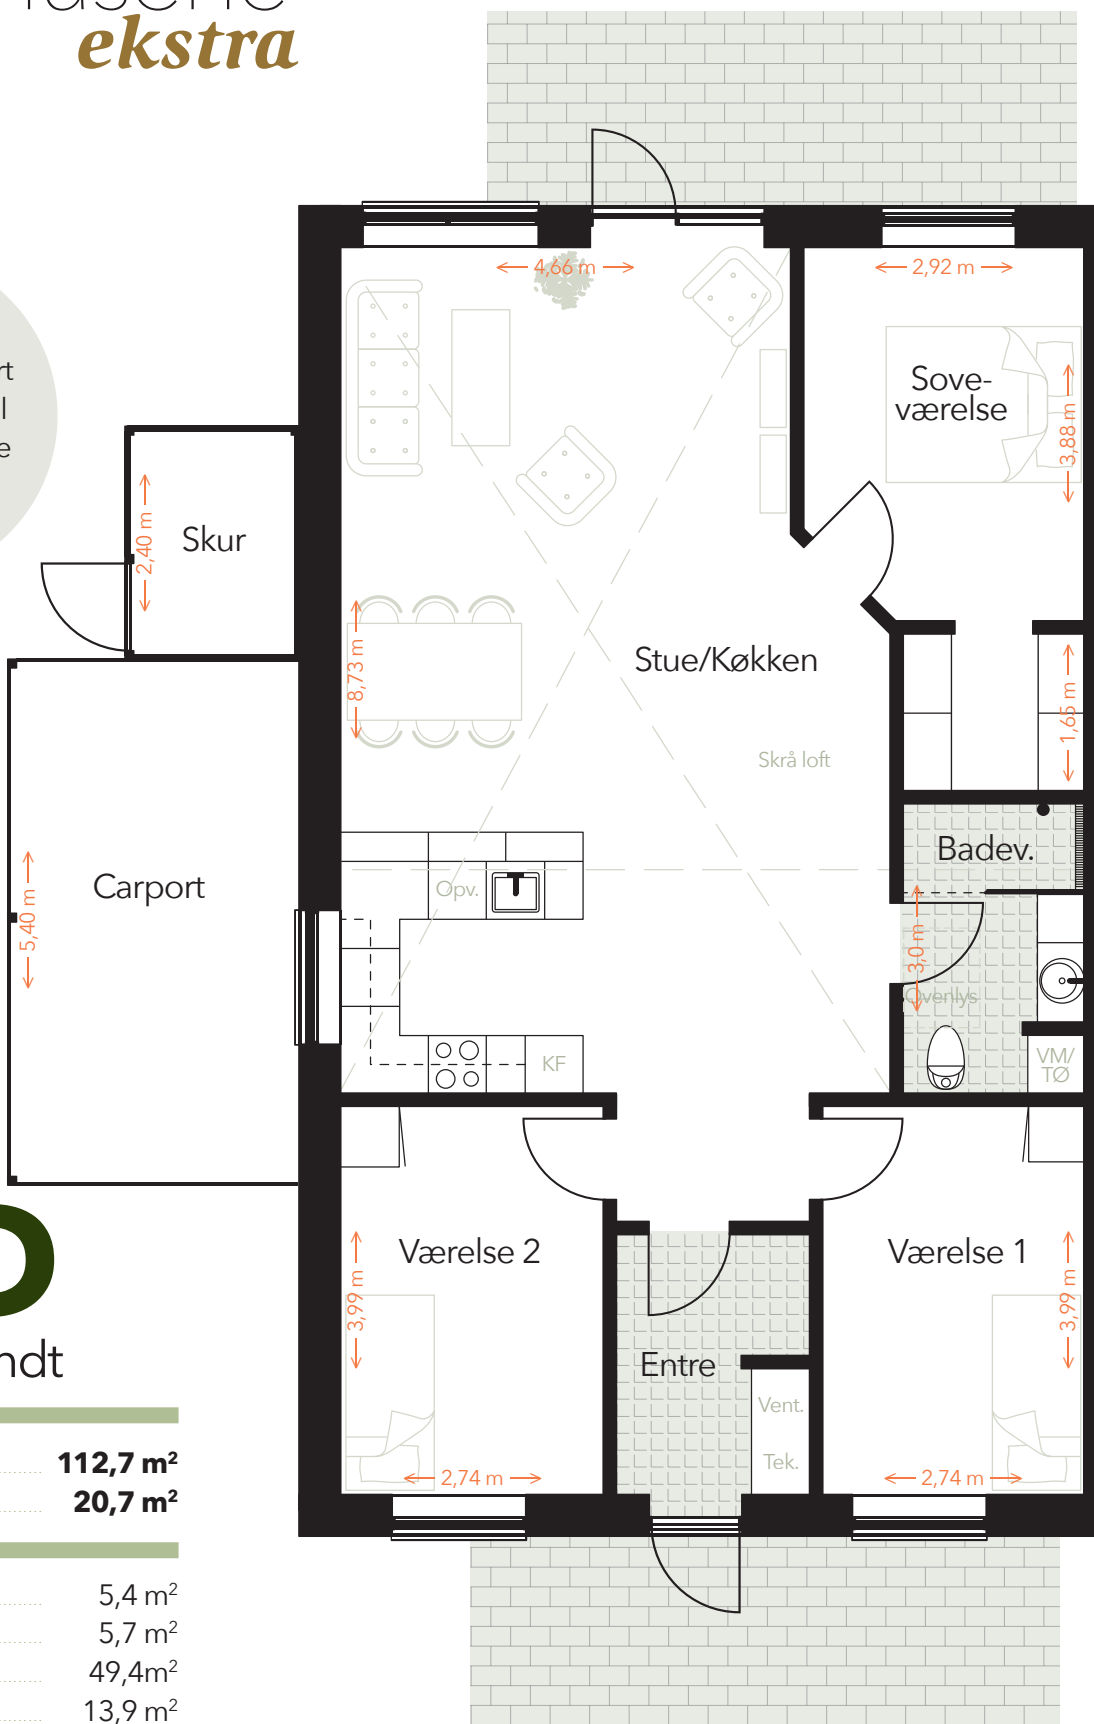 ekstra
4,66 m
2,92 m
Sove-
værelse
3,88 m
Skur
2,40 m
8,73 m
Stue/Køkken
Skrå loft
1,65 m
Badev.
Carport
5,40 m
Opv.
3,0 m
Ovenlys
KF
VM/
TØ
Værelse 2
Værelse 1
3,99 m
3,99 m
Entre
Vent.
Tek.
2,74 m
2,74 m
112,7 m²
20,7 m²
5,4 m²
5,7 m²
49,4m²
13,9 m²